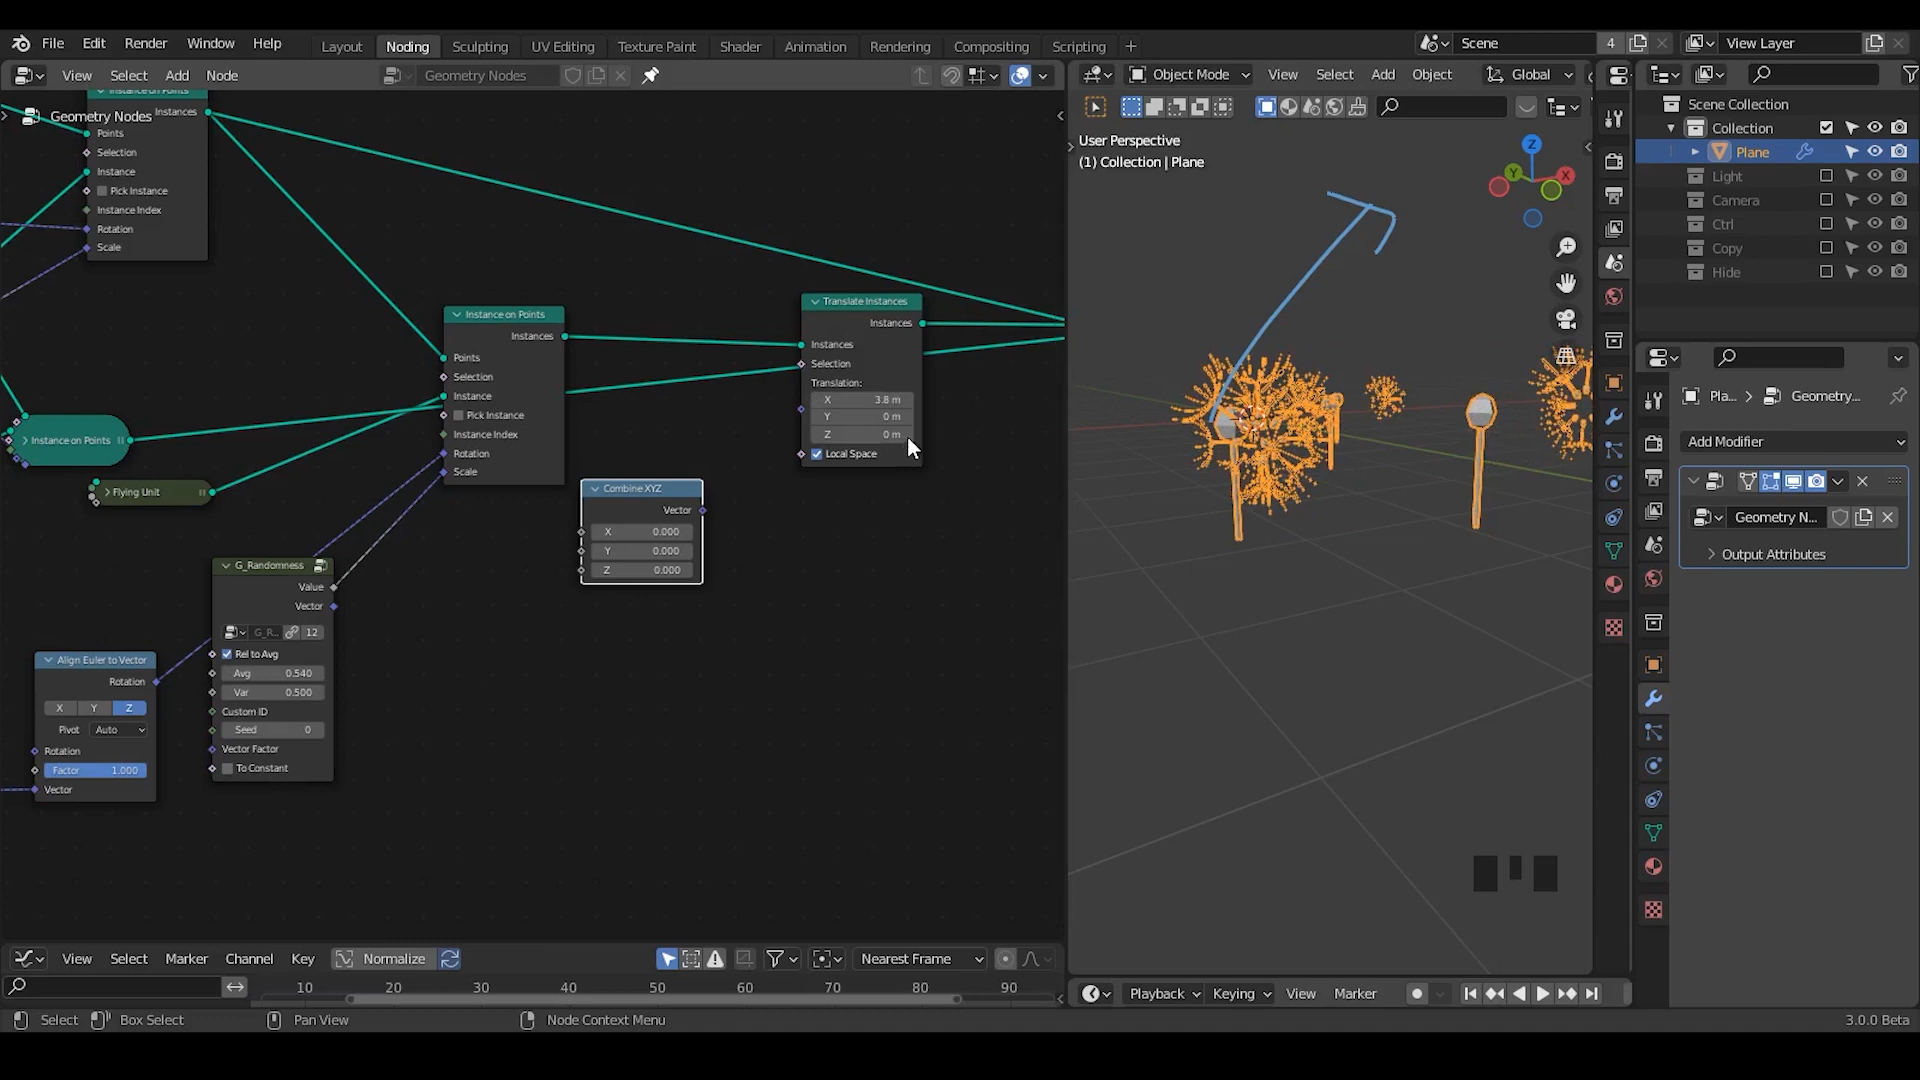 File Edit Render Window Help Layout Noding Sculpting UV Editing Texture Paint Shader Animation Rendering Compositing Scripting + Scene 4 View Layer
View Select Add Node Geometry Nodes Object Mode View Select Add Object Global
Instance on Points
Geometry Nodes
Instances
Points
Selection
Instance
Pick Instance
Instance Index
Rotation
Scale
Instance on Points
Flying Unit
Instance on Points
Instances
Points
Selection
Instance
Pick Instance
Instance Index
Rotation
Scale
Translate Instances
Instances
Instances
Selection
Translation:
X 3.8 m
Y 0 m
Z 0 m
Local Space
Combine XYZ
Vector
X 0.000
Y 0.000
Z 0.000
G_Randomness
Value
Vector
G_R... 12
Rel to Avg
Avg 0.540
Var 0.500
Custom ID
Seed 0
Vector Factor
To Constant
Align Euler to Vector
Rotation
X Y Z
Pivot Auto
Rotation
Factor 1.000
Vector
User Perspective
(1) Collection | Plane
Z
Y
X
Scene Collection
Collection
Plane
Light
Camera
Ctrl
Copy
Hide
Pla... > Geometry...
Add Modifier
Geometry N...
Output Attributes
View Select Marker Channel Key Normalize Nearest Frame
10 20 30 40 50 60 70 80 90
Playback Keying View Marker
Select Box Select Pan View Node Context Menu 3.0.0 Beta